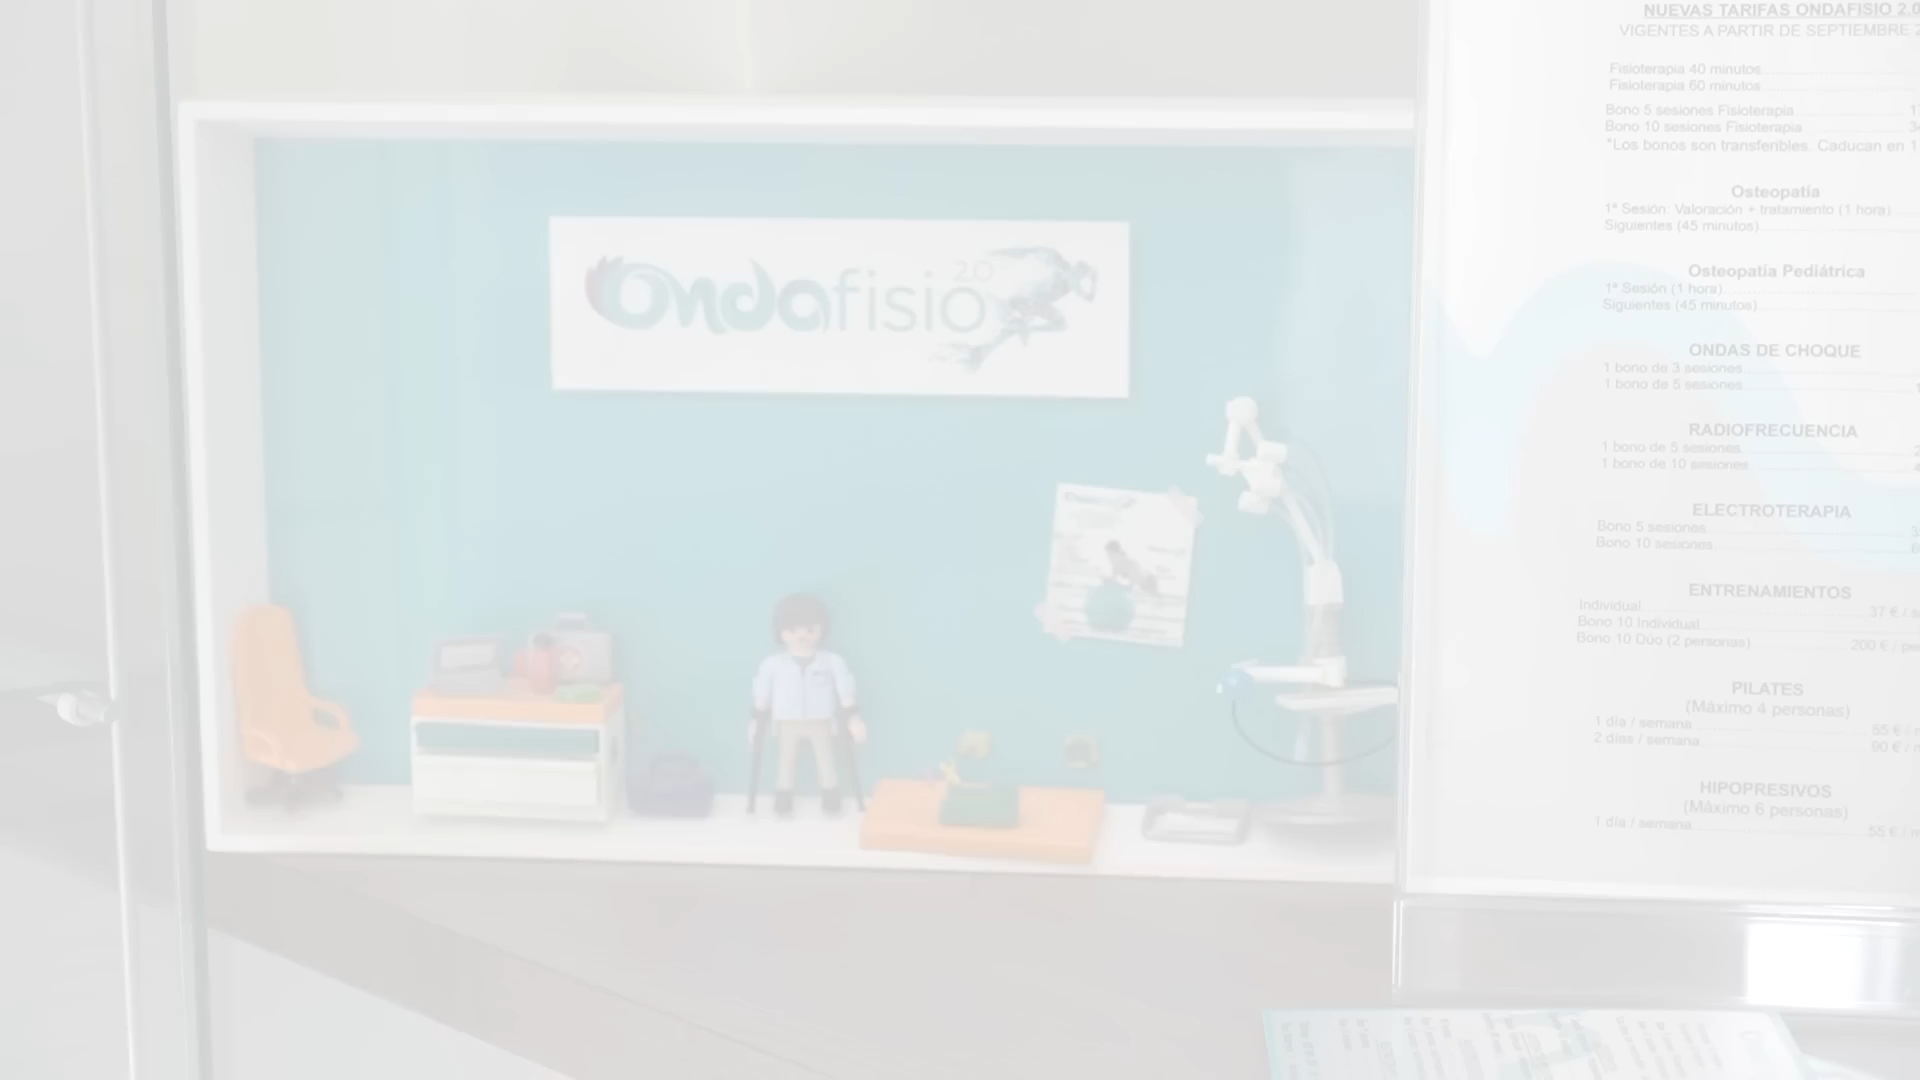 Ondafisio 2.0
NUEVAS TARIFAS ONDAFISIO 2.0
VIGENTES A PARTIR DE SEPTIEMBRE
Fisioterapia 40 minutos
Fisioterapia 60 minutos
Bono 5 sesiones Fisioterapia
Bono 10 sesiones Fisioterapia
*Los bonos son transferibles. Caducan en 1
Osteopatía
1ª Sesión: Valoración + tratamiento (1 hora)
Siguientes (45 minutos)
Osteopatía Pediátrica
1ª Sesión (1 hora)
Siguientes (45 minutos)
ONDAS DE CHOQUE
1 bono de 3 sesiones
1 bono de 5 sesiones
RADIOFRECUENCIA
1 bono de 5 sesiones
1 bono de 10 sesiones
ELECTROTERAPIA
Bono 5 sesiones
Bono 10 sesiones
ENTRENAMIENTOS
Individual 37 € /
Bono 10 Individual
Bono 10 Dúo (2 personas) 200 € /
PILATES
(Máximo 4 personas)
1 día / semana 55 € /
2 días / semana 90 € /
HIPOPRESIVOS
(Máximo 6 personas)
1 día / semana 55 € /